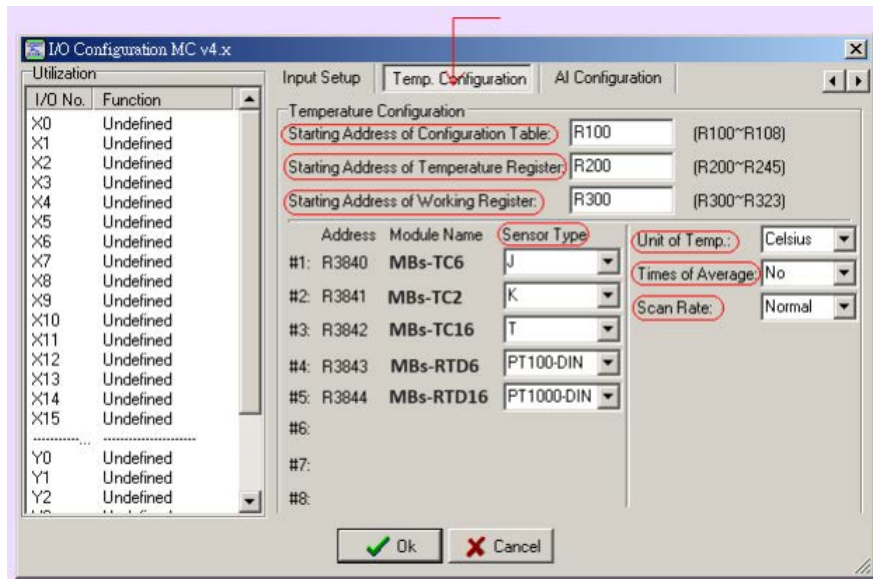 I/O Configuration MC v4.x
Utilization
I/O No. Function
X0 Undefined
X1 Undefined
X2 Undefined
X3 Undefined
X4 Undefined
X5 Undefined
X6 Undefined
X7 Undefined
X8 Undefined
X9 Undefined
X10 Undefined
X11 Undefined
X12 Undefined
X13 Undefined
X14 Undefined
X15 Undefined
-----------... ----------------------
Y0 Undefined
Y1 Undefined
Y2 Undefined
Input Setup Temp. Configuration AI Configuration
Temperature Configuration
Starting Address of Configuration Table: R100 (R100~R108)
Starting Address of Temperature Register: R200 (R200~R245)
Starting Address of Working Register: R300 (R300~R323)
Address Module Name Sensor Type
#1: R3840 MBs-TC6 J
#2: R3841 MBs-TC2 K
#3: R3842 MBs-TC16 T
#4: R3843 MBs-RTD6 PT100-DIN
#5: R3844 MBs-RTD16 PT1000-DIN
#6:
#7:
#8:
Unit of Temp.: Celsius
Times of Average: No
Scan Rate: Normal
Ok Cancel